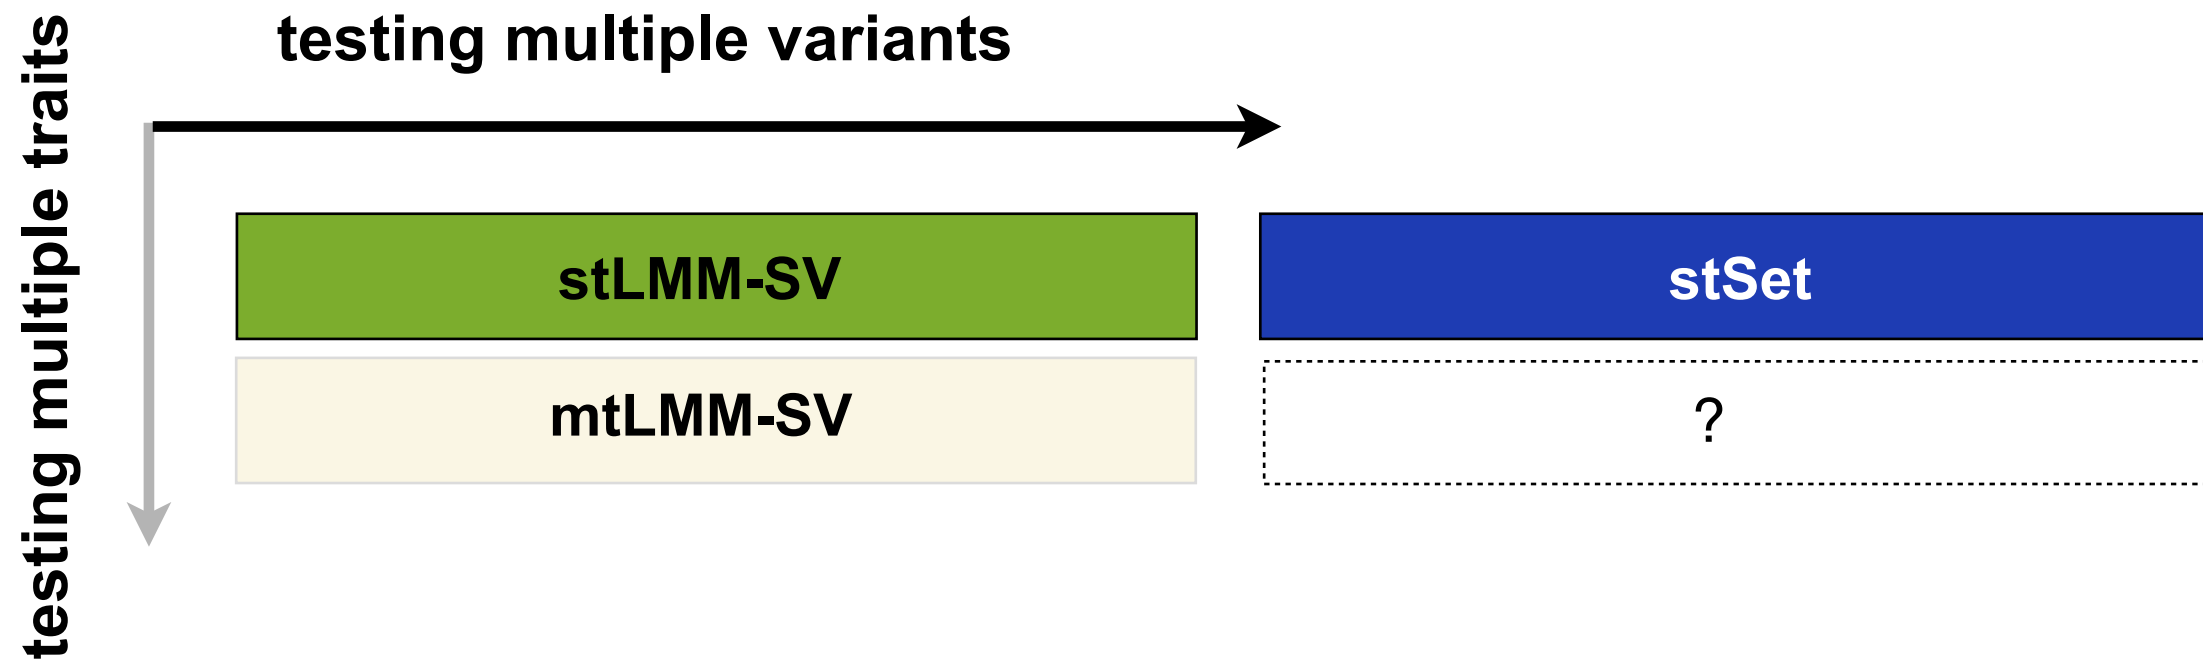 testing multiple variants
testing multiple traits
stLMM-SV
stSet
mtLMM-SV
?